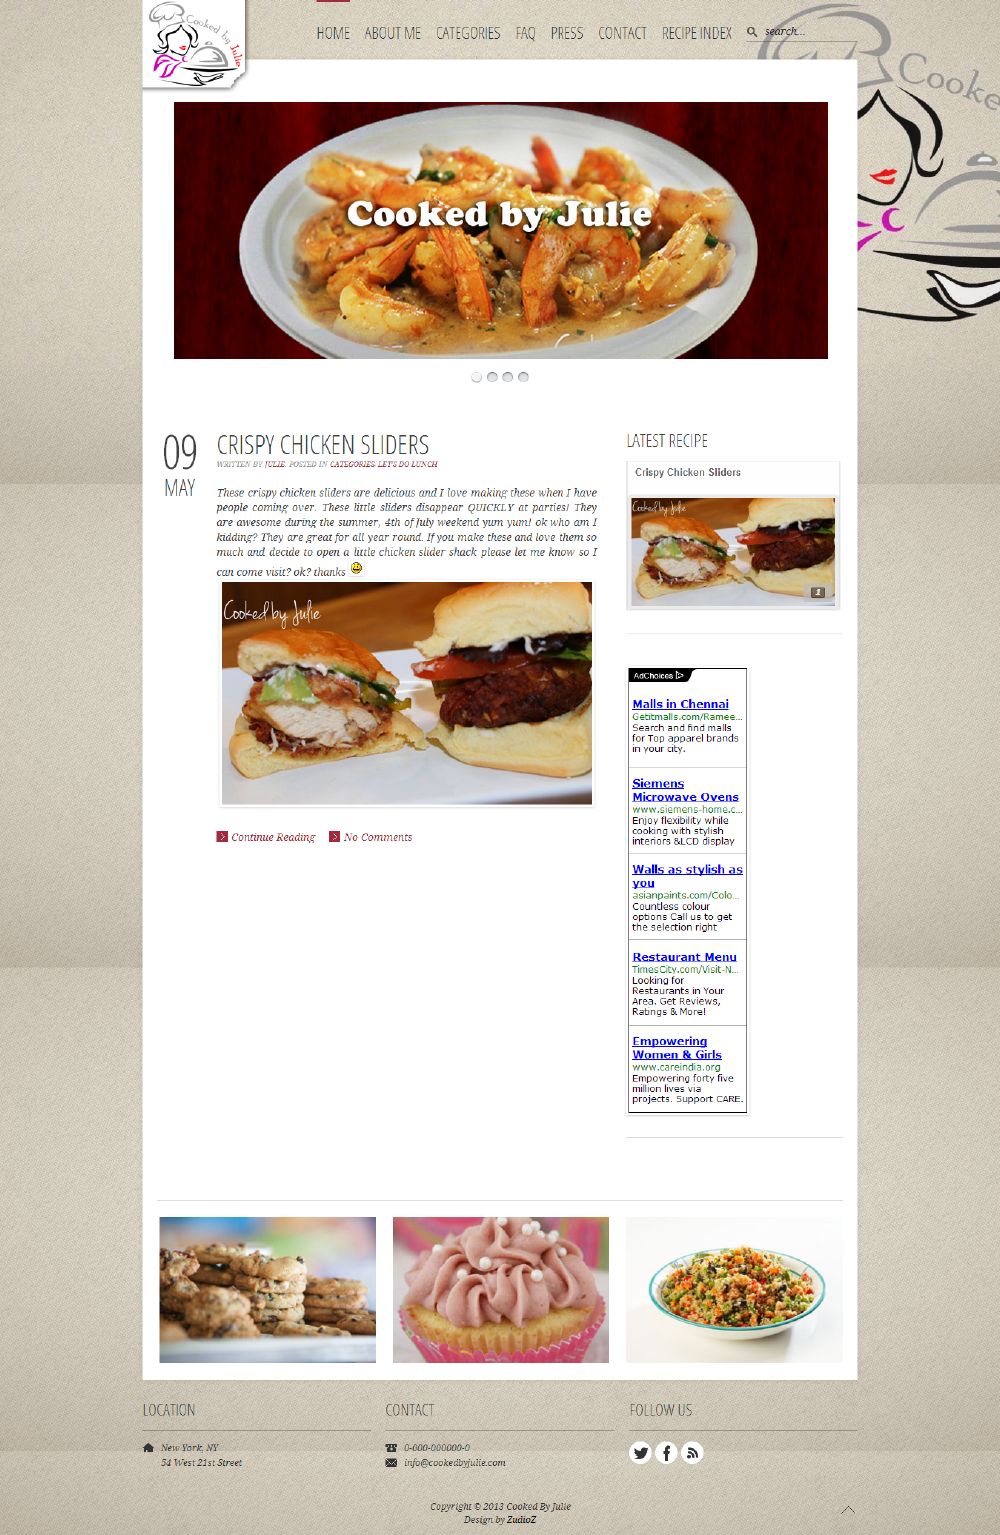 Cooked by Julie
HOME ABOUT ME CATEGORIES FAQ PRESS CONTACT RECIPE INDEX search...
Cooke
Cooked by Julie
Cooked
09
MAY
CRISPY CHICKEN SLIDERS
WRITTEN BY JULIE. POSTED IN CATEGORIES, LET'S DO LUNCH
These crispy chicken sliders are delicious and I love making these when I have
people coming over. These little sliders disappear QUICKLY at parties! They
are awesome during the summer, 4th of July weekend yum yum! ok who am I
kidding? They are great for all year round. If you make these and love them so
much and decide to open a little chicken slider shack please let me know so I
can come visit? ok? thanks
Cooked by Julie
Continue Reading No Comments
LATEST RECIPE
Crispy Chicken Sliders
Cooked by Julie
1
AdChoices
Malls in Chennai
Getitmalls.com/Ramee...
Search and find malls
for Top apparel brands
in your city.
Siemens
Microwave Ovens
www.siemens-home.c...
Enjoy flexibility while
cooking with stylish
interiors &LCD display
Walls as stylish as
you
asianpaints.com/Colo...
Countless colour
options Call us to get
the selection right
Restaurant Menu
TimesCity.com/Visit-N...
Looking for
Restaurants in Your
Area. Get Reviews,
Ratings & More!
Empowering
Women & Girls
www.careindia.org
Empowering forty five
million lives via
projects. Support CARE.
LOCATION
New York, NY
54 West 21st Street
CONTACT
0-000-000000-0
info@cookedbyjulie.com
FOLLOW US
Copyright © 2013 Cooked By Julie
Design by ZudioZ